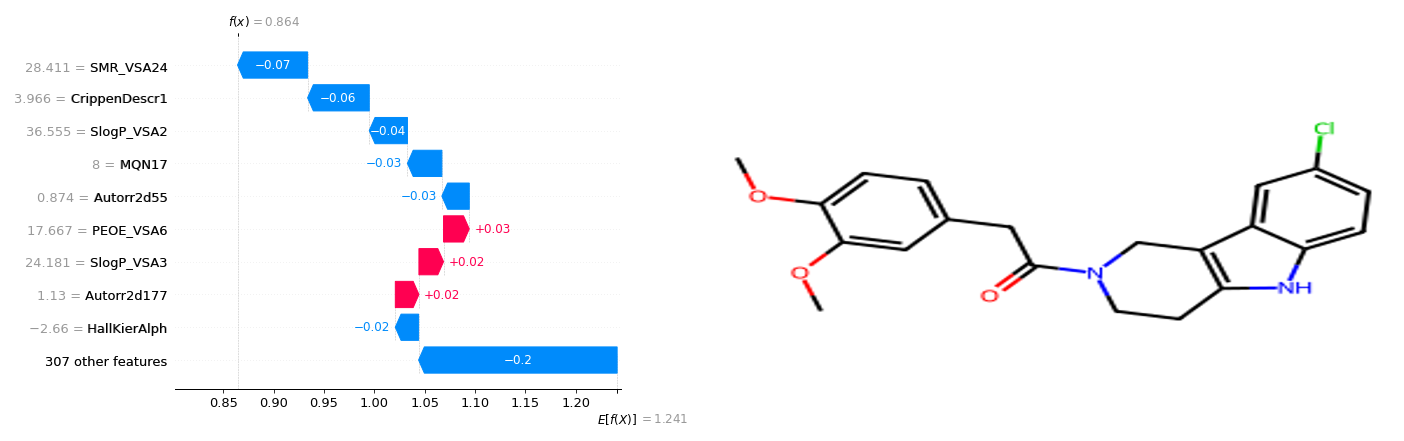 f(x) = 0.864
28.411 = SMR_VSA24
−0.07
3.966 = CrippenDescr1
−0.06
36.555 = SlogP_VSA2
−0.04
8 = MQN17
−0.03
0.874 = Autorr2d55
−0.03
17.667 = PEOE_VSA6
+0.03
24.181 = SlogP_VSA3
+0.02
1.13 = Autorr2d177
+0.02
−2.66 = HallKierAlph
−0.02
307 other features
−0.2
0.85 0.90 0.95 1.00 1.05 1.10 1.15 1.20
E[f(X)] = 1.241
Cl
O
O
O
N
NH